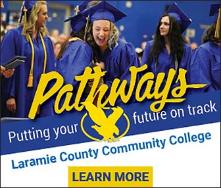 Pathways
Putting your future on track
Laramie County Community College
LEARN MORE